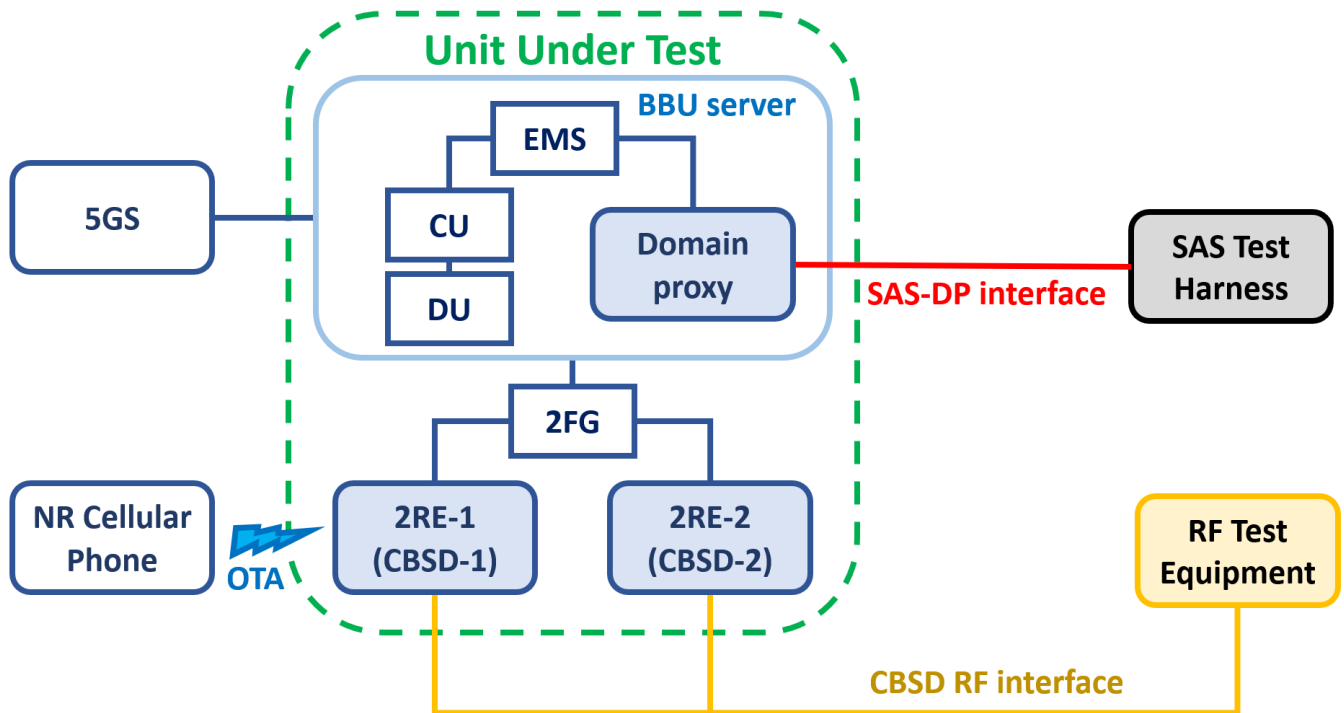 Unit Under Test
BBU server
EMS
5GS
CU
Domain
proxy
DU
SAS-DP interface
SAS Test
Harness
2FG
NR Cellular
Phone
OTA
2RE-1
(CBSD-1)
2RE-2
(CBSD-2)
RF Test
Equipment
CBSD RF interface